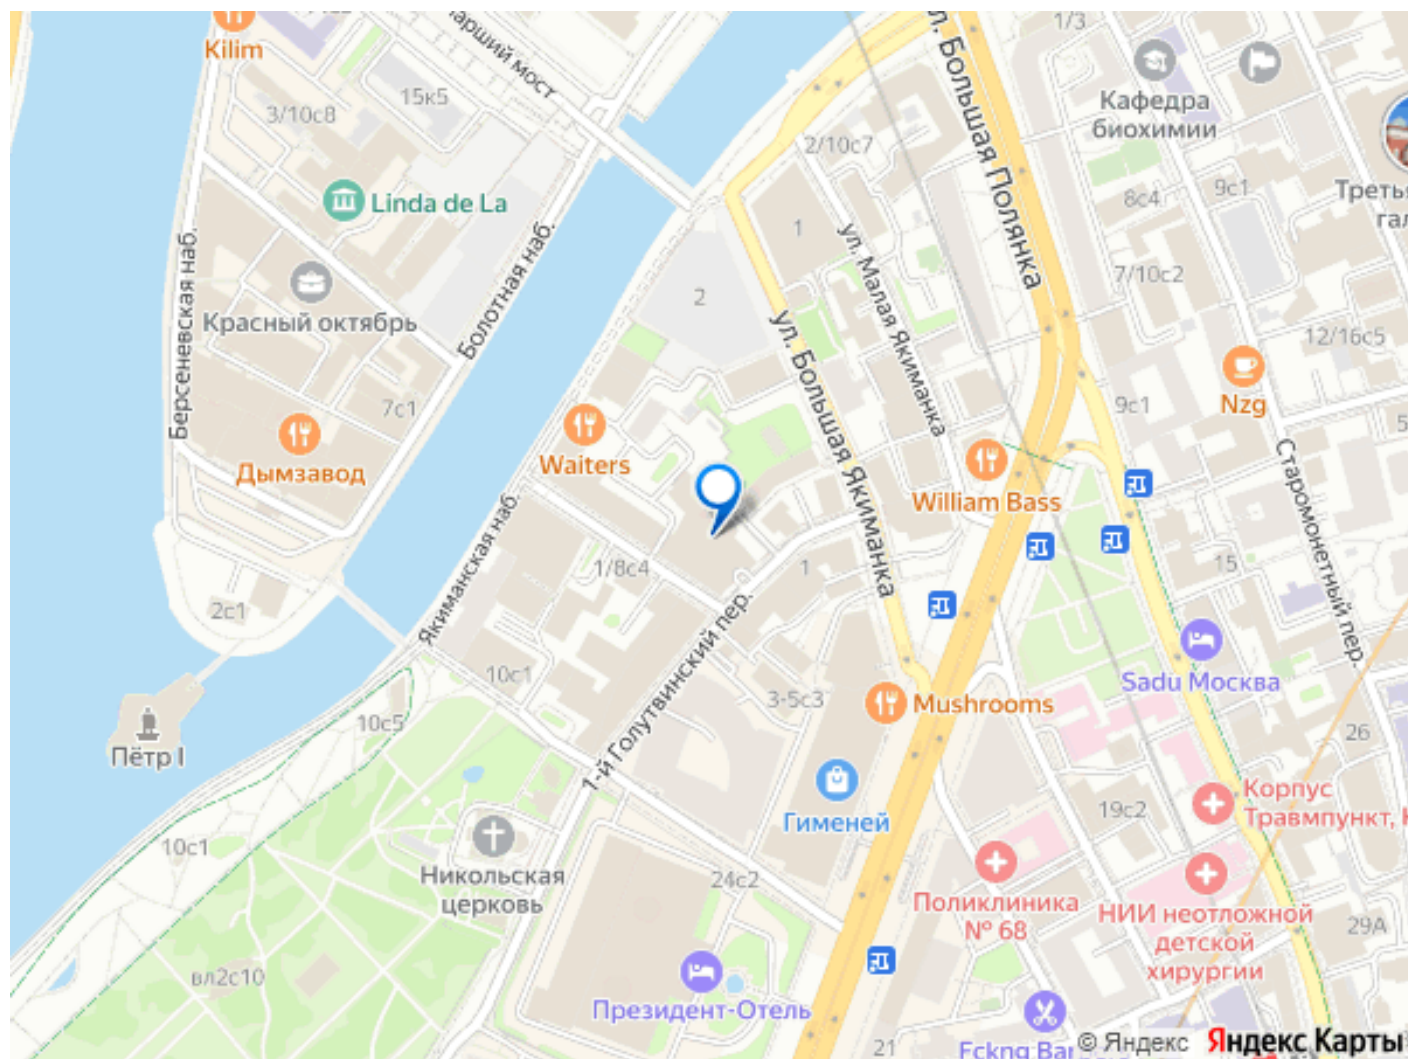 Kilim
15к5
3/10с8
Linda de La
Берсеневская наб.
Красный октябрь
Болотная наб.
7с1
Дымзавод
2с1
Пётр I
мост
2/10с7
1
2
ул. Большая Полянка
1/3
Кафедра
биохимии
8с4
9с1
7/10с2
12/16с5
Nzg
9с1
Старомонетный пер.
ул. Малая Якиманка
ул. Большая Якиманка
Waiters
William Bass
Якиманская наб.
1/8с4
1
15
10с1
1-й Голутвинский пер.
3-5с3
Mushrooms
Sadu Москва
10с5
26
Гименей
Корпус
Травмпункт,
19с2
10с1
Никольская
церковь
24с2
Поликлиника
№ 68
НИИ неотложной
детской
хирургии
29А
вл2с10
Президент-Отель
21
© Яндекс
Яндекс Карты